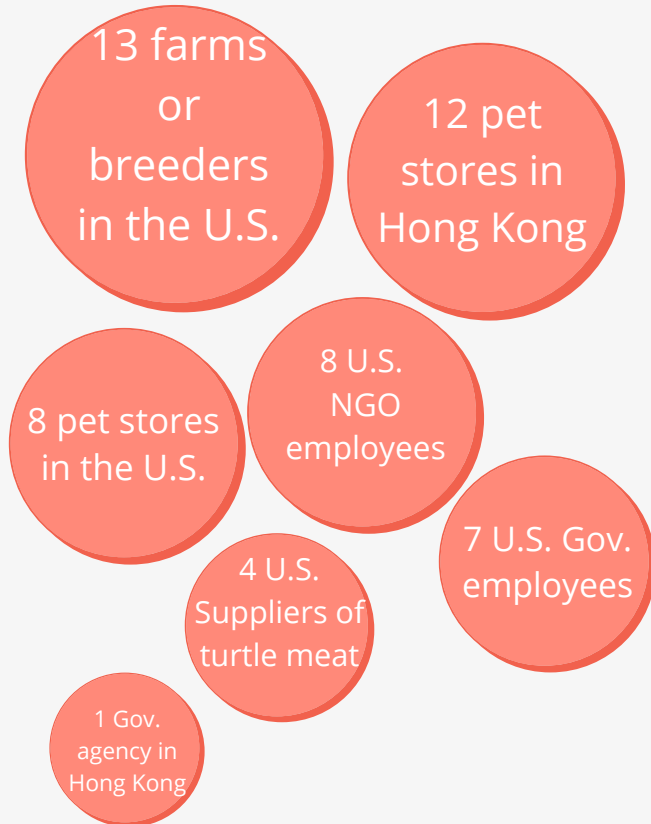 13 farms
or
breeders
in the U.S.
12 pet
stores in
Hong Kong
8 pet stores
in the U.S.
8 U.S.
NGO
employees
7 U.S. Gov.
employees
4 U.S.
Suppliers of
turtle meat
1 Gov.
agency in
Hong Kong